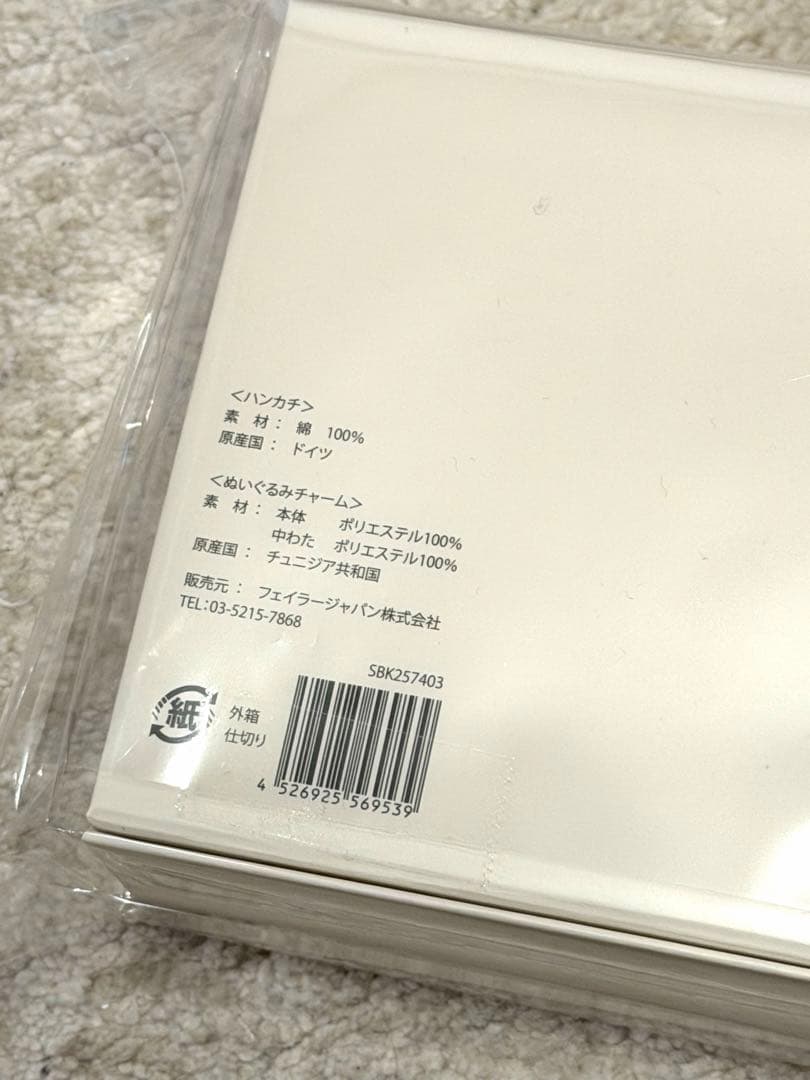 ＜ハンカチ＞
素　材： 綿　100%
原産国： ドイツ
＜ぬいぐるみチャーム＞
素　材： 本体　ポリエステル100%
中わた　ポリエステル100%
原産国： チュニジア共和国
販売元： フェイラージャパン株式会社
TEL：03-5215-7868
SBK257403
紙
外箱
仕切り
4 526925 569539